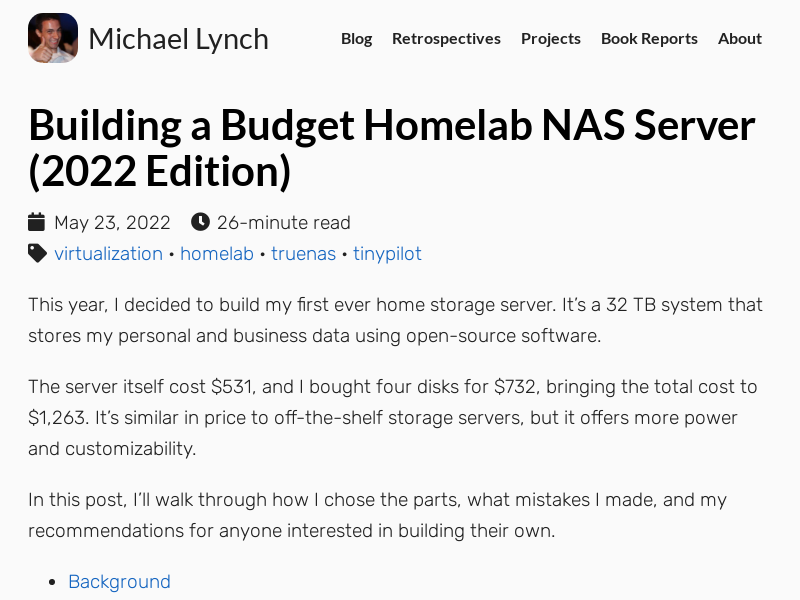 Michael Lynch
Blog Retrospectives Projects Book Reports About
Building a Budget Homelab NAS Server
(2022 Edition)
May 23, 2022 26-minute read
virtualization • homelab • truenas • tinypilot
This year, I decided to build my first ever home storage server. It’s a 32 TB system that
stores my personal and business data using open-source software.
The server itself cost $531, and I bought four disks for $732, bringing the total cost to
$1,263. It’s similar in price to off-the-shelf storage servers, but it offers more power
and customizability.
In this post, I’ll walk through how I chose the parts, what mistakes I made, and my
recommendations for anyone interested in building their own.
• Background